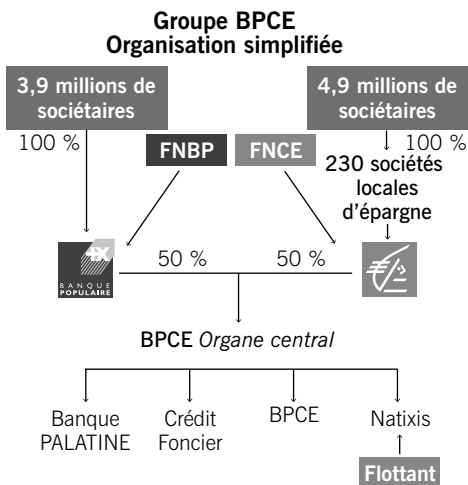 Groupe BPCE
Organisation simplifiée
3,9 millions de
sociétaires
4,9 millions de
sociétaires
100 %
FNBP
FNCE
100 %
230 sociétés
locales
d'épargne
BANQUE
POPULAIRE
50 %
50 %
BPCE Organe central
Banque
PALATINE
Crédit
Foncier
BPCE
Natixis
Flottant